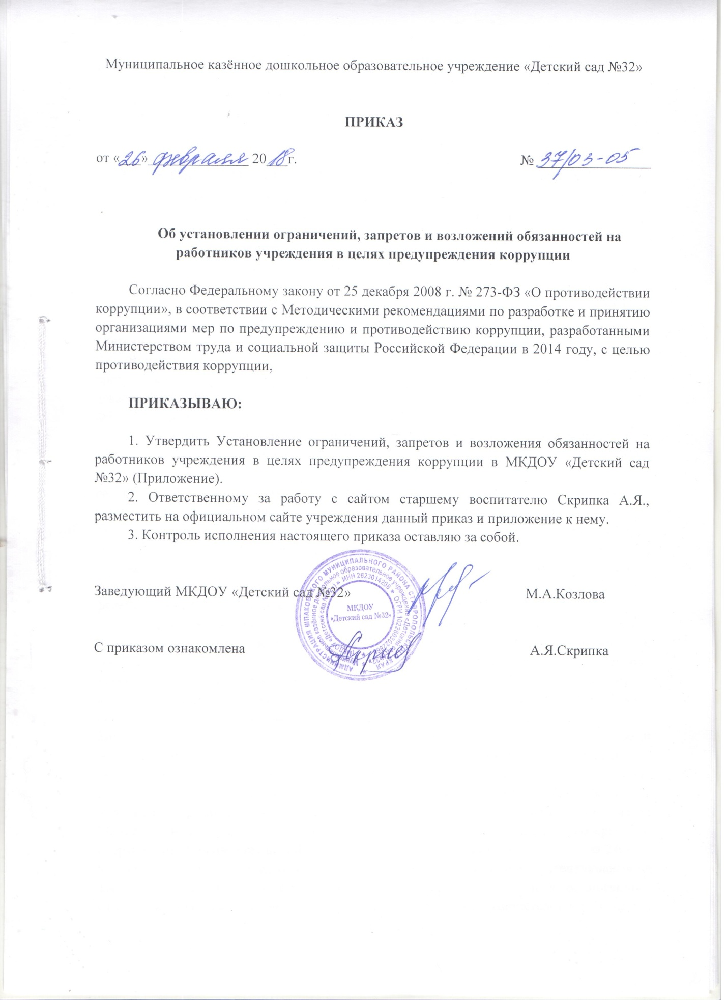 Муниципальное казённое дошкольное образовательное учреждение «Детский сад №32»
ПРИКАЗ
от «26» февраля 2018г. № 37/03-05
Об установлении ограничений, запретов и возложений обязанностей на
работников учреждения в целях предупреждения коррупции
Согласно Федеральному закону от 25 декабря 2008 г. № 273-ФЗ «О противодействии
коррупции», в соответствии с Методическими рекомендациями по разработке и принятию
организациями мер по предупреждению и противодействию коррупции, разработанными
Министерством труда и социальной защиты Российской Федерации в 2014 году, с целью
противодействия коррупции,
ПРИКАЗЫВАЮ:
1. Утвердить Установление ограничений, запретов и возложения обязанностей на
работников учреждения в целях предупреждения коррупции в МКДОУ «Детский сад
№32» (Приложение).
2. Ответственному за работу с сайтом старшему воспитателю Скрипка А.Я.,
разместить на официальном сайте учреждения данный приказ и приложение к нему.
3. Контроль исполнения настоящего приказа оставляю за собой.
Заведующий МКДОУ «Детский сад №32» М.А.Козлова
С приказом ознакомлена А.Я.Скрипка
АДМИНИСТРАЦИЯ ШПАКОВСКОГО МУНИЦИПАЛЬНОГО РАЙОНА СТАВРОПОЛЬСКОГО КРАЯ
Муниципальное казённое дошкольное образовательное учреждение «Детский сад №32»
ИНН 2623014206 * ОГРН
МКДОУ
«Детский сад №32»